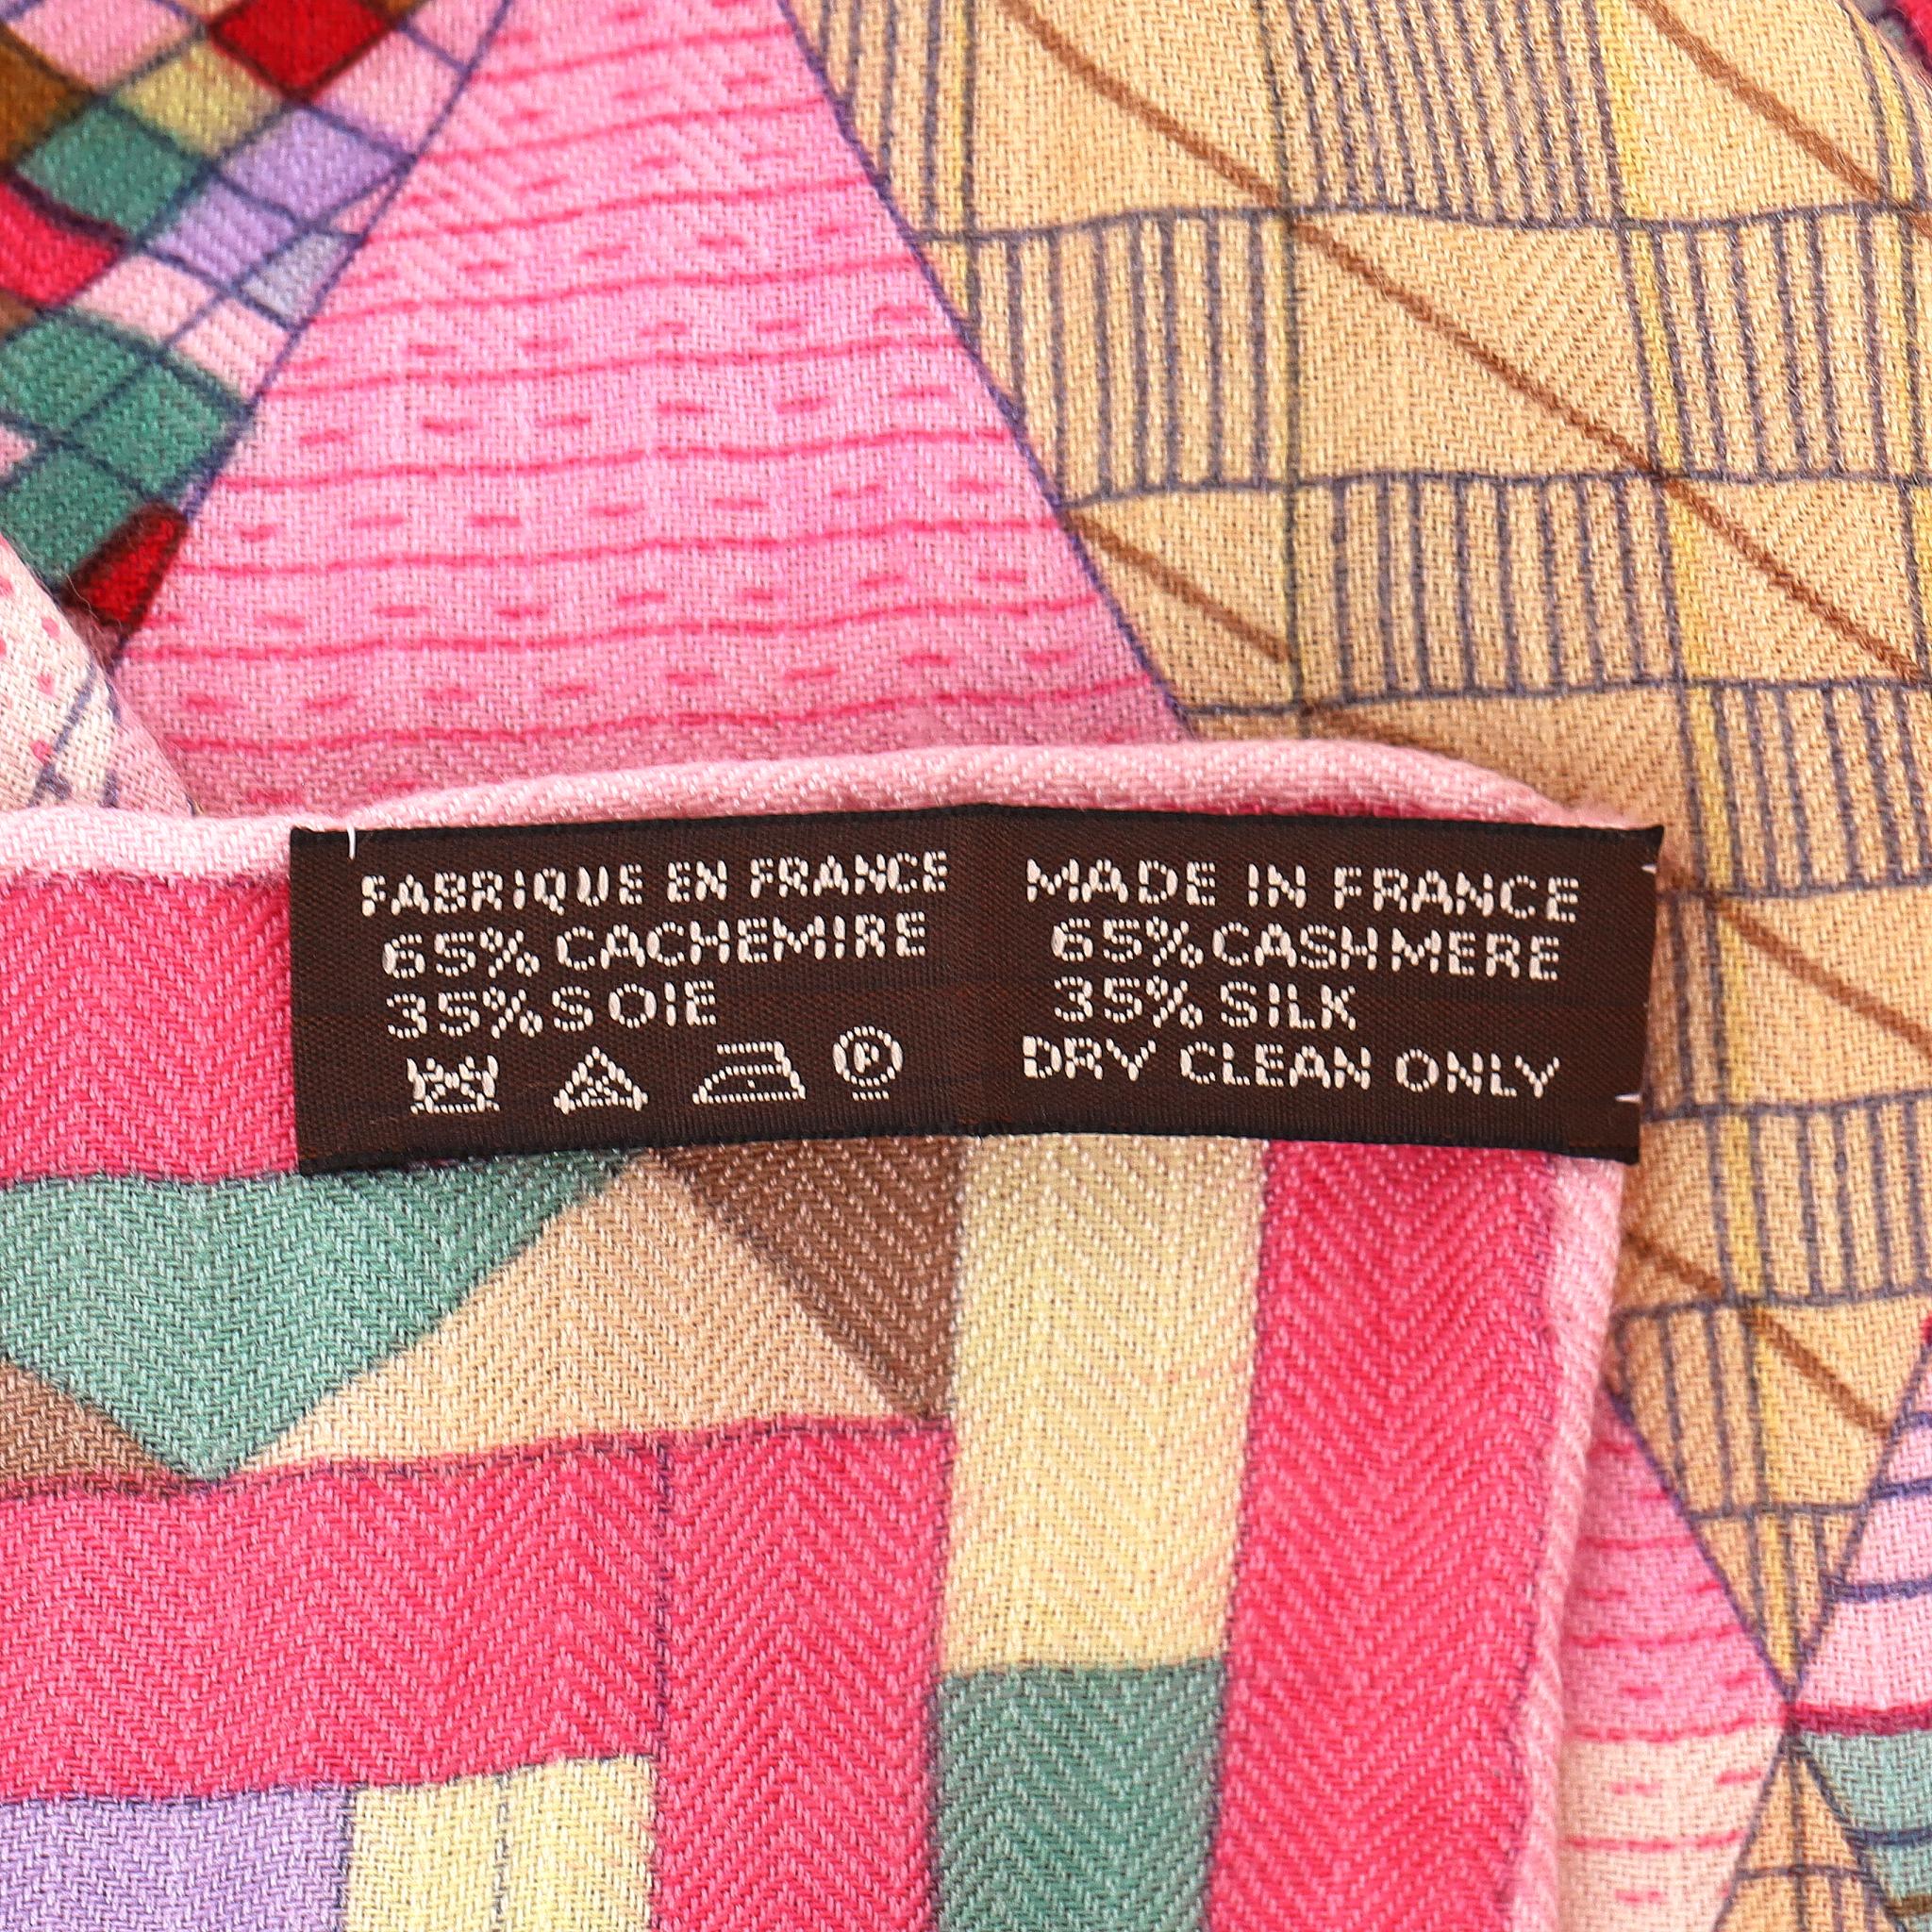 FABRIQUE EN FRANCE
65% CACHEMIRE
35% SOIE
P
MADE IN FRANCE
65% CASHMERE
35% SILK
DRY CLEAN ONLY